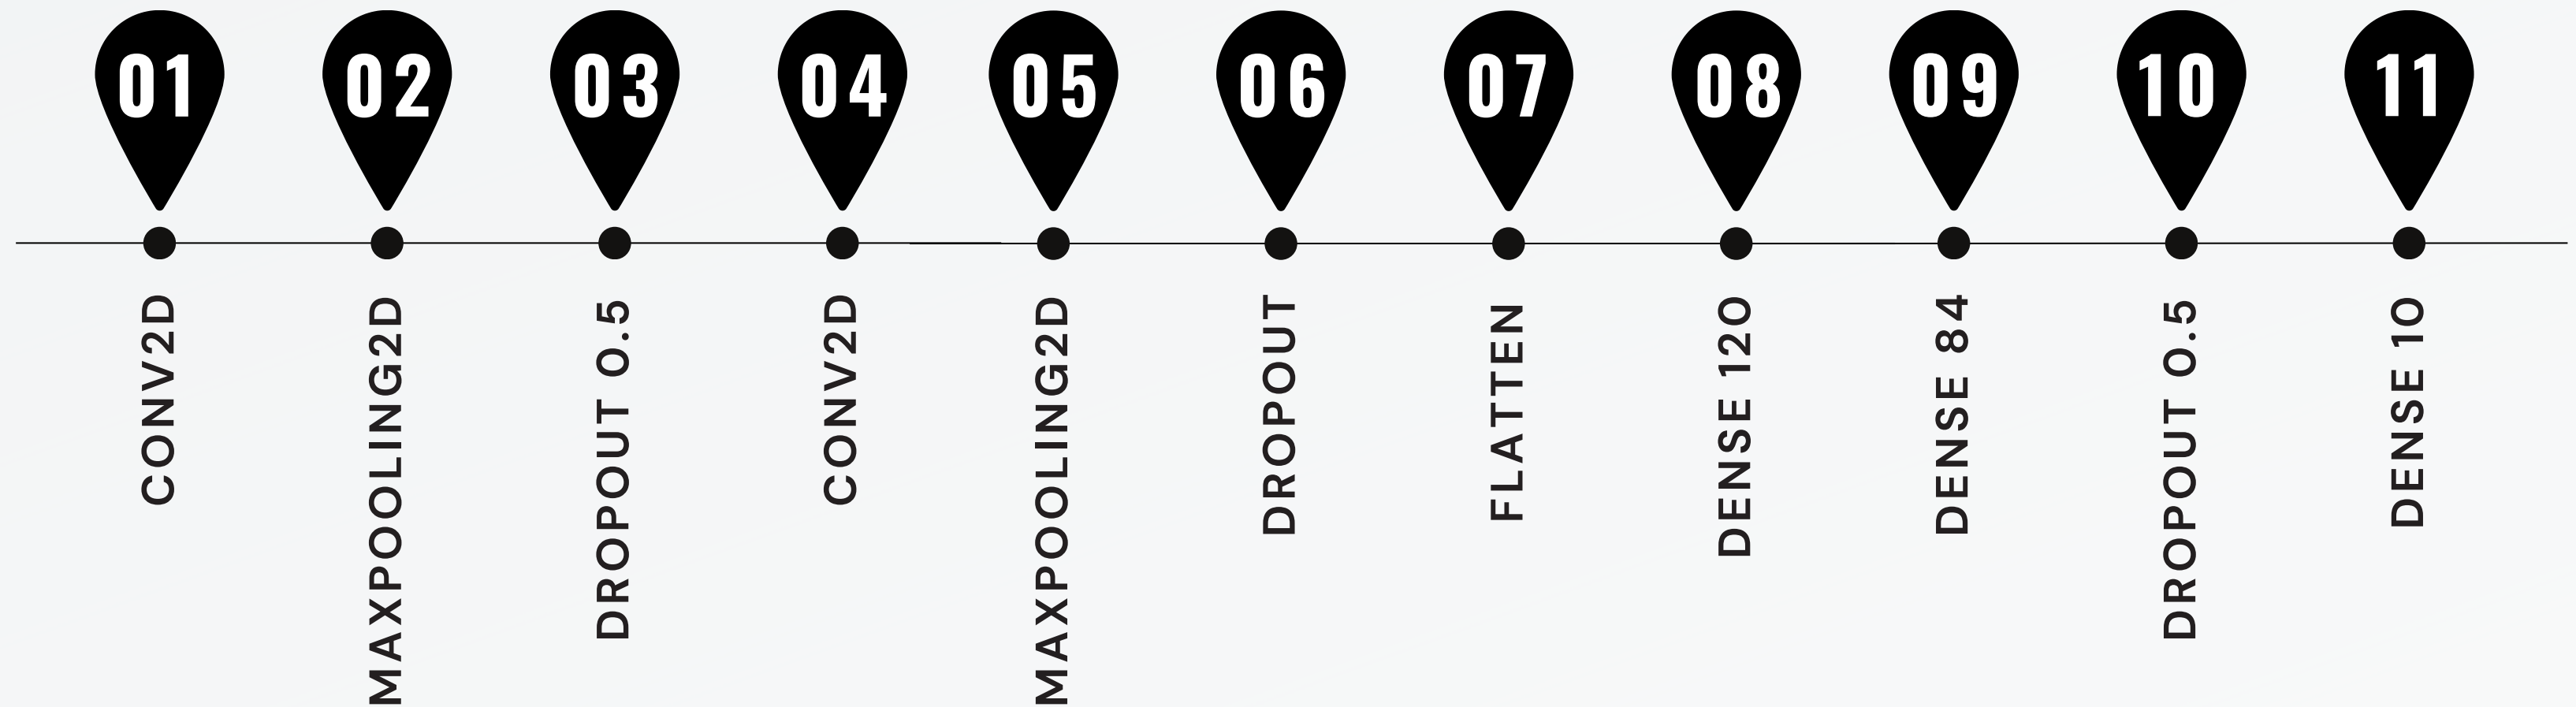 01
02
03
04
05
06
07
08
09
10
11
CONV2D
MAXPOOLING2D
DROPOUT 0.5
CONV2D
MAXPOOLING2D
DROPOUT
FLATTEN
DENSE 120
DENSE 84
DROPOUT 0.5
DENSE 10